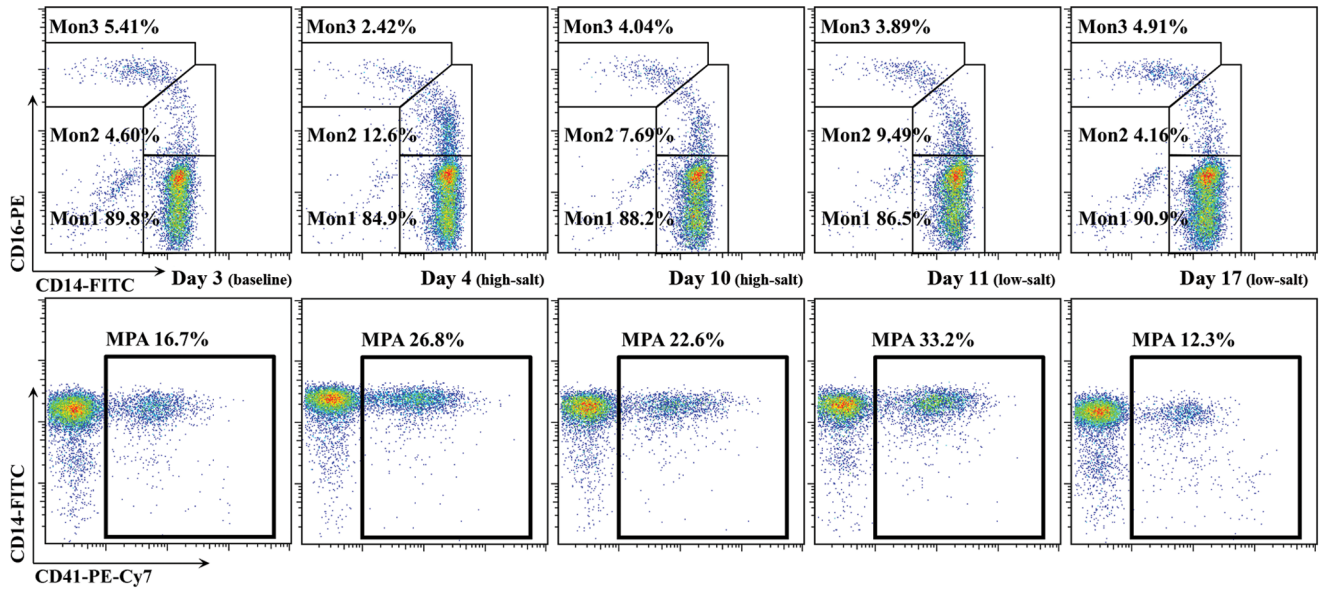 Mon3 5.41%
Mon3 2.42%
Mon3 4.04%
Mon3 3.89%
Mon3 4.91%
Mon2 4.60%
Mon2 12.6%
Mon2 7.69%
Mon2 9.49%
Mon2 4.16%
Mon1 89.8%
Mon1 84.9%
Mon1 88.2%
Mon1 86.5%
Mon1 90.9%
CD16-PE
CD14-FITC
Day 3 (baseline)
Day 4 (high-salt)
Day 10 (high-salt)
Day 11 (low-salt)
Day 17 (low-salt)
MPA 16.7%
MPA 26.8%
MPA 22.6%
MPA 33.2%
MPA 12.3%
CD14-FITC
CD41-PE-Cy7